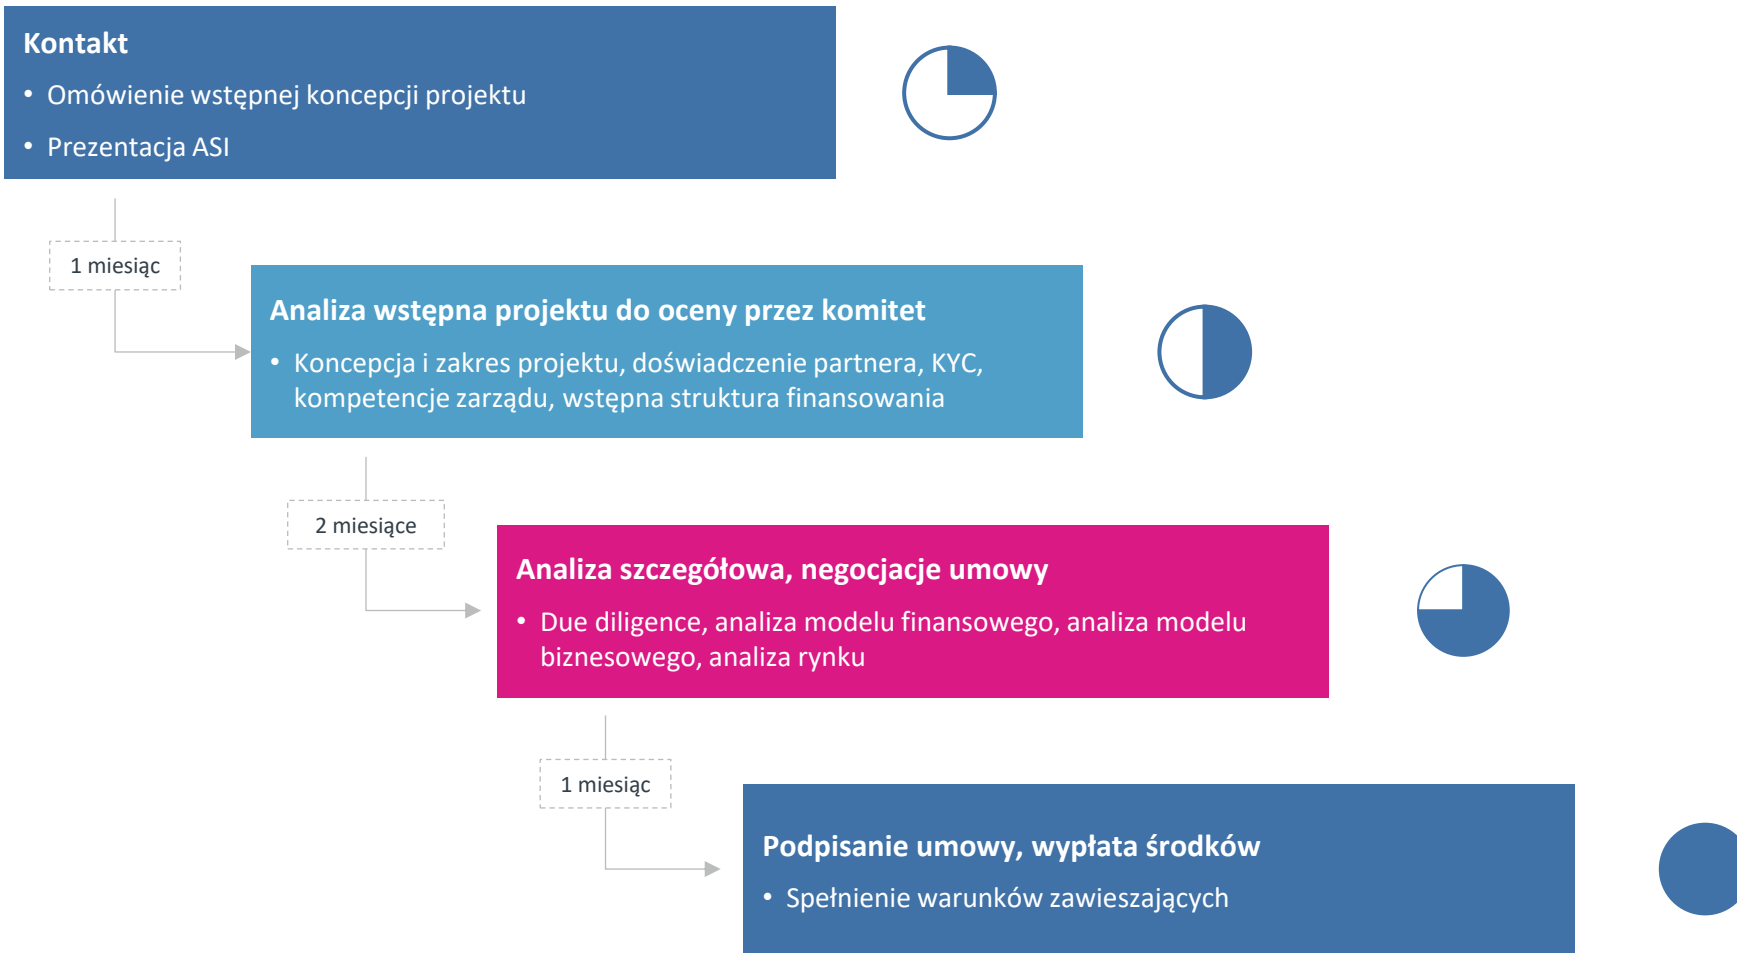 Kontakt
• Omówienie wstępnej koncepcji projektu
• Prezentacja ASI
1 miesiąc
Analiza wstępna projektu do oceny przez komitet
• Koncepcja i zakres projektu, doświadczenie partnera, KYC,
kompetencje zarządu, wstępna struktura finansowania
2 miesiące
Analiza szczegółowa, negocjacje umowy
• Due diligence, analiza modelu finansowego, analiza modelu
biznesowego, analiza rynku
1 miesiąc
Podpisanie umowy, wypłata środków
• Spełnienie warunków zawieszających